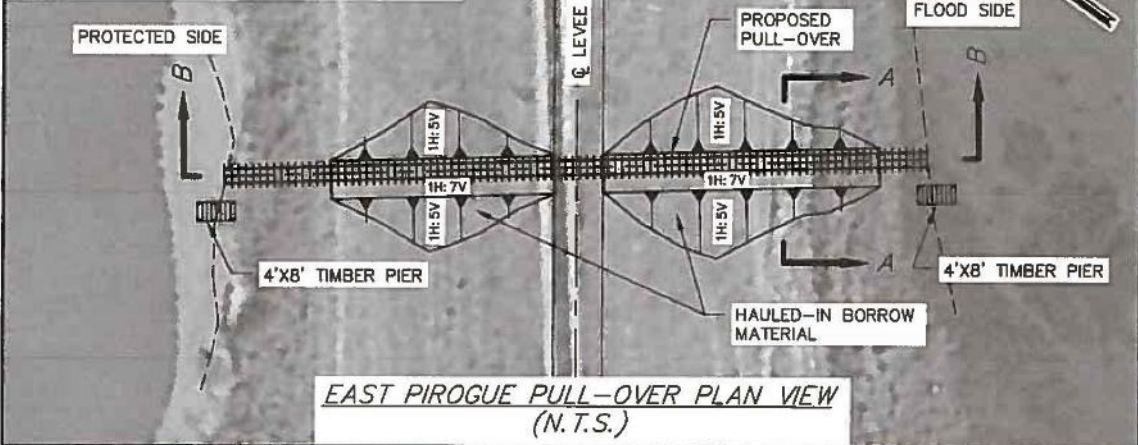 PROTECTED SIDE
℄ LEVEE
PROPOSED
PULL-OVER
FLOOD SIDE
B
A
B
1H:5V
1H:5V
1H:7V
1H:7V
1H:5V
1H:5V
A
4'X8' TIMBER PIER
4'X8' TIMBER PIER
HAULED-IN BORROW
MATERIAL
EAST PIROGUE PULL-OVER PLAN VIEW
(N.T.S.)